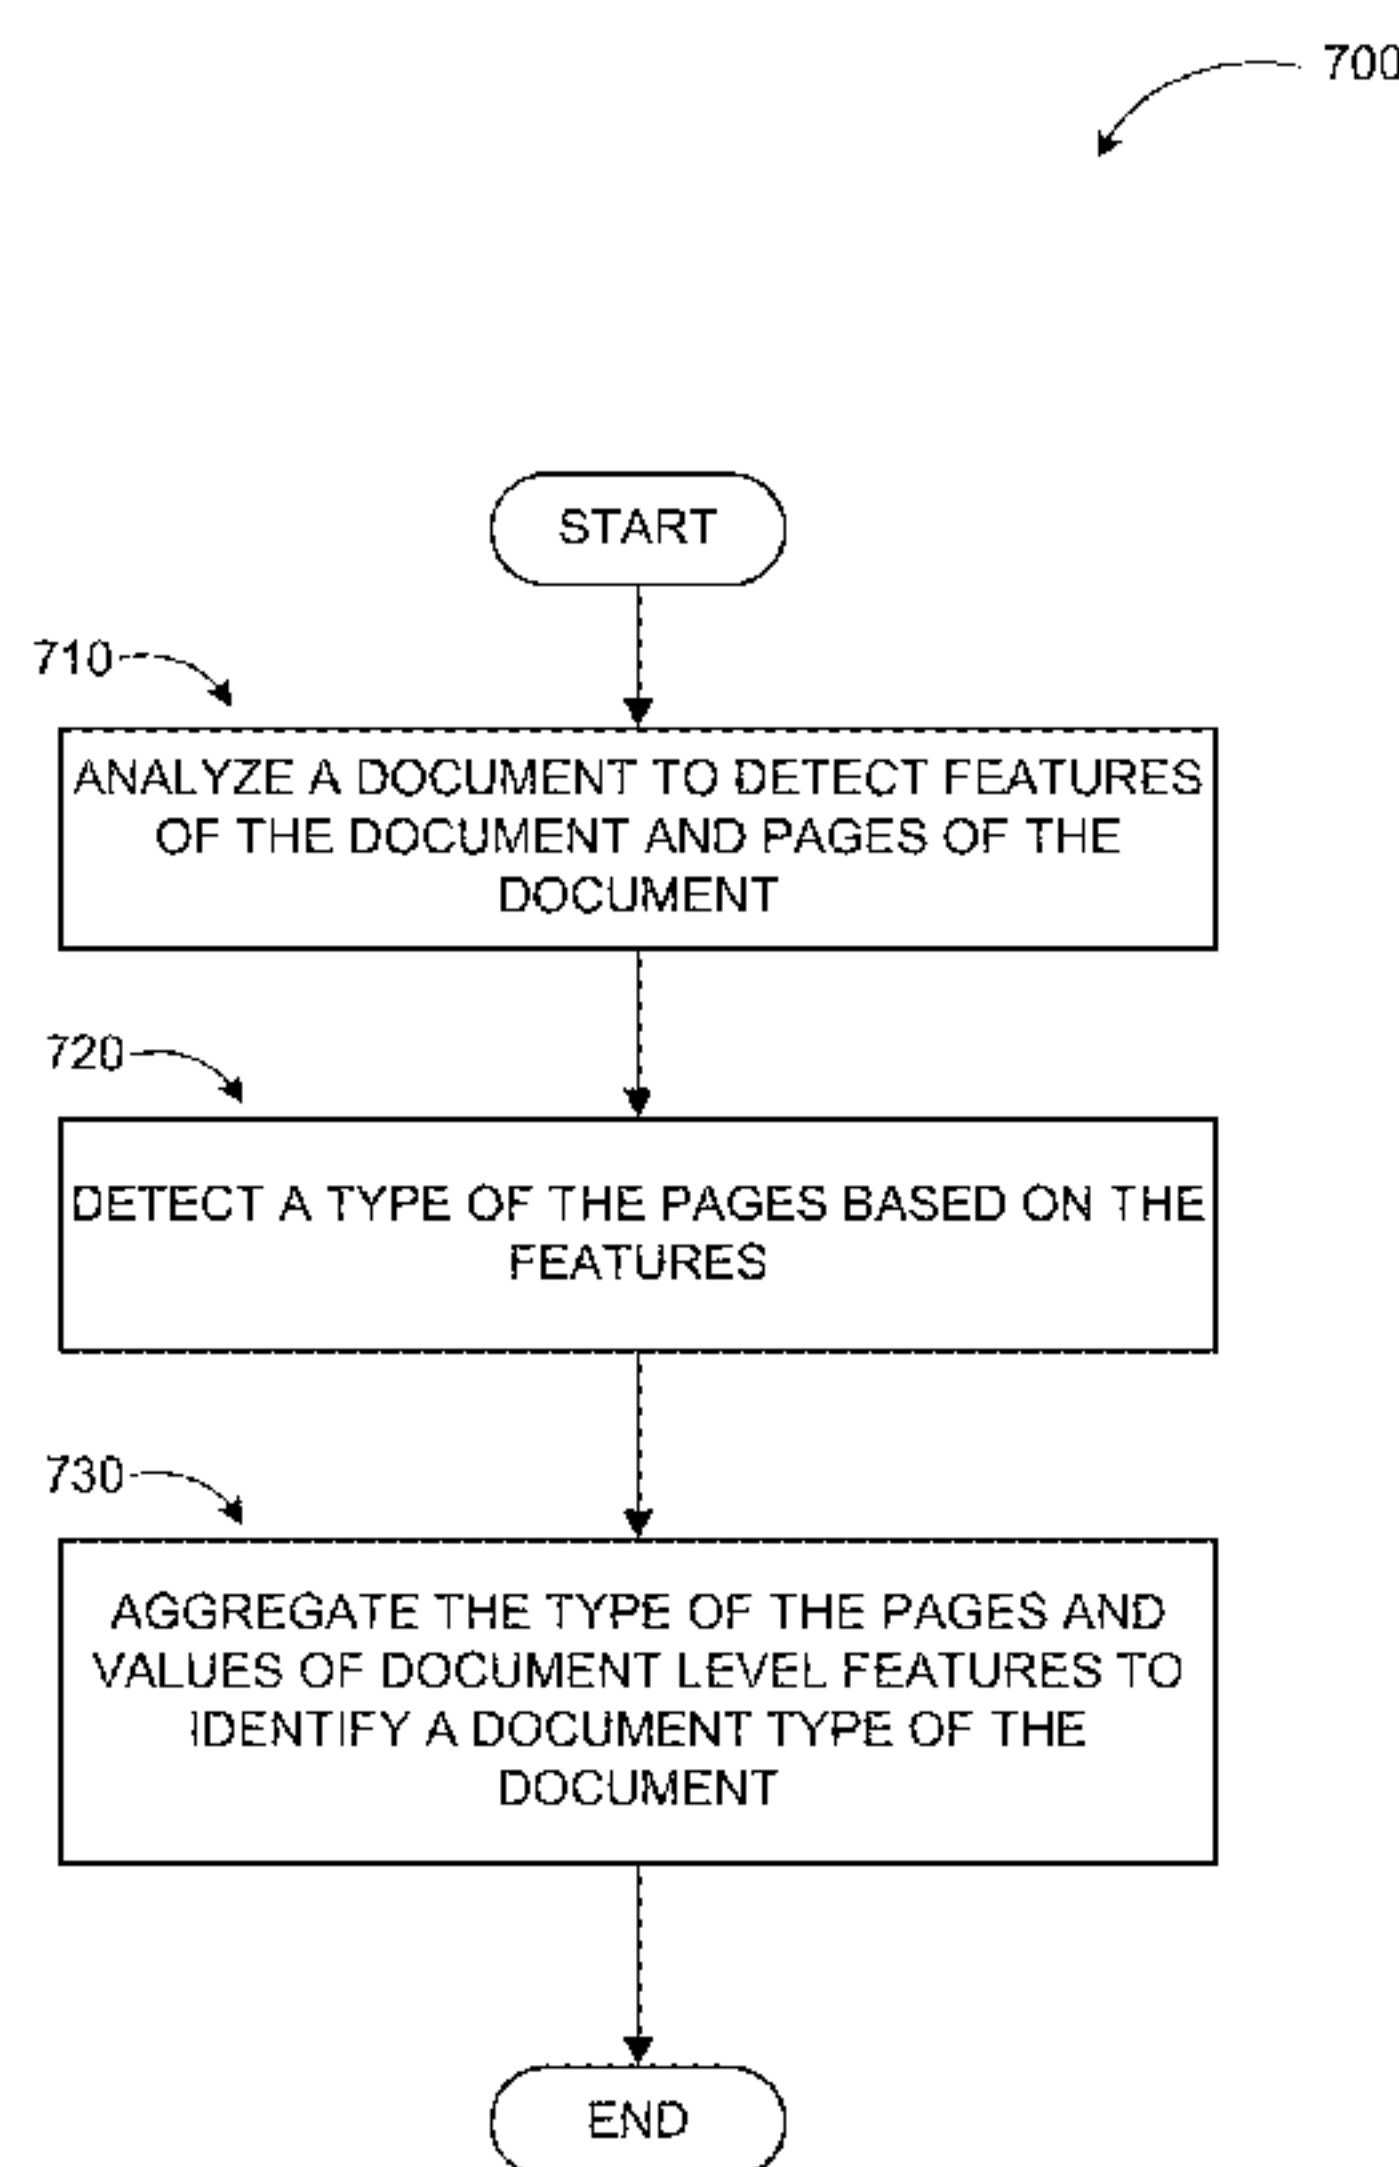 700
START
710
ANALYZE A DOCUMENT TO DETECT FEATURES
OF THE DOCUMENT AND PAGES OF THE
DOCUMENT
720
DETECT A TYPE OF THE PAGES BASED ON THE
FEATURES
730
AGGREGATE THE TYPE OF THE PAGES AND
VALUES OF DOCUMENT LEVEL FEATURES TO
IDENTIFY A DOCUMENT TYPE OF THE
DOCUMENT
END